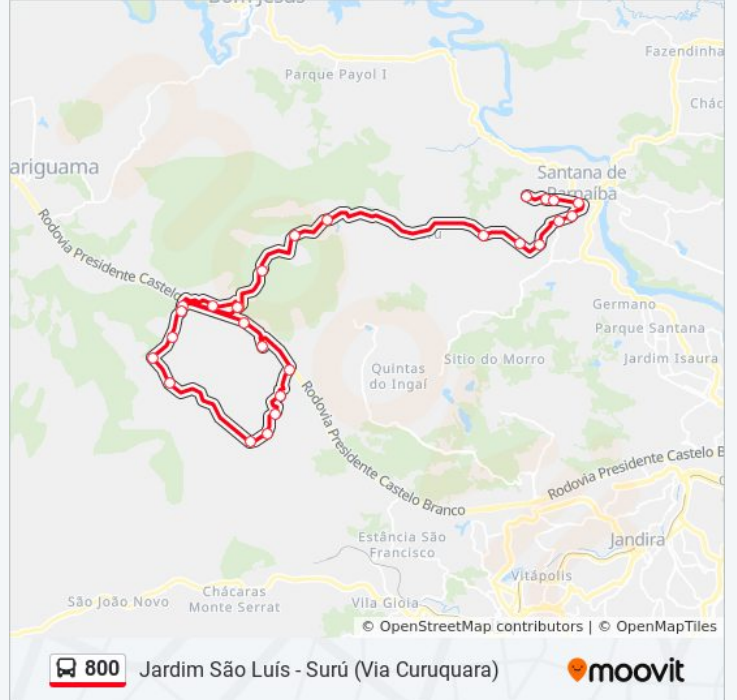 Bom Jesus
Fazendinha
Parque Payol I
Chác
ariguama
Santana de
Parnaíba
Rodovia Presidente Castelo
Germano
Parque Santana
Jardim Isaura
Sítio do Morro
Quintas
do Ingaí
Rodovia Presidente Castelo Branco
Rodovia Presidente Castelo B
Jandira
Estância São
Francisco
Vitápolis
Chácaras
Monte Serrat
São João Novo
Vila Gioia
© OpenStreetMap contributors | © OpenMapTiles
800 Jardim São Luís - Surú (Via Curuquara)
moovit